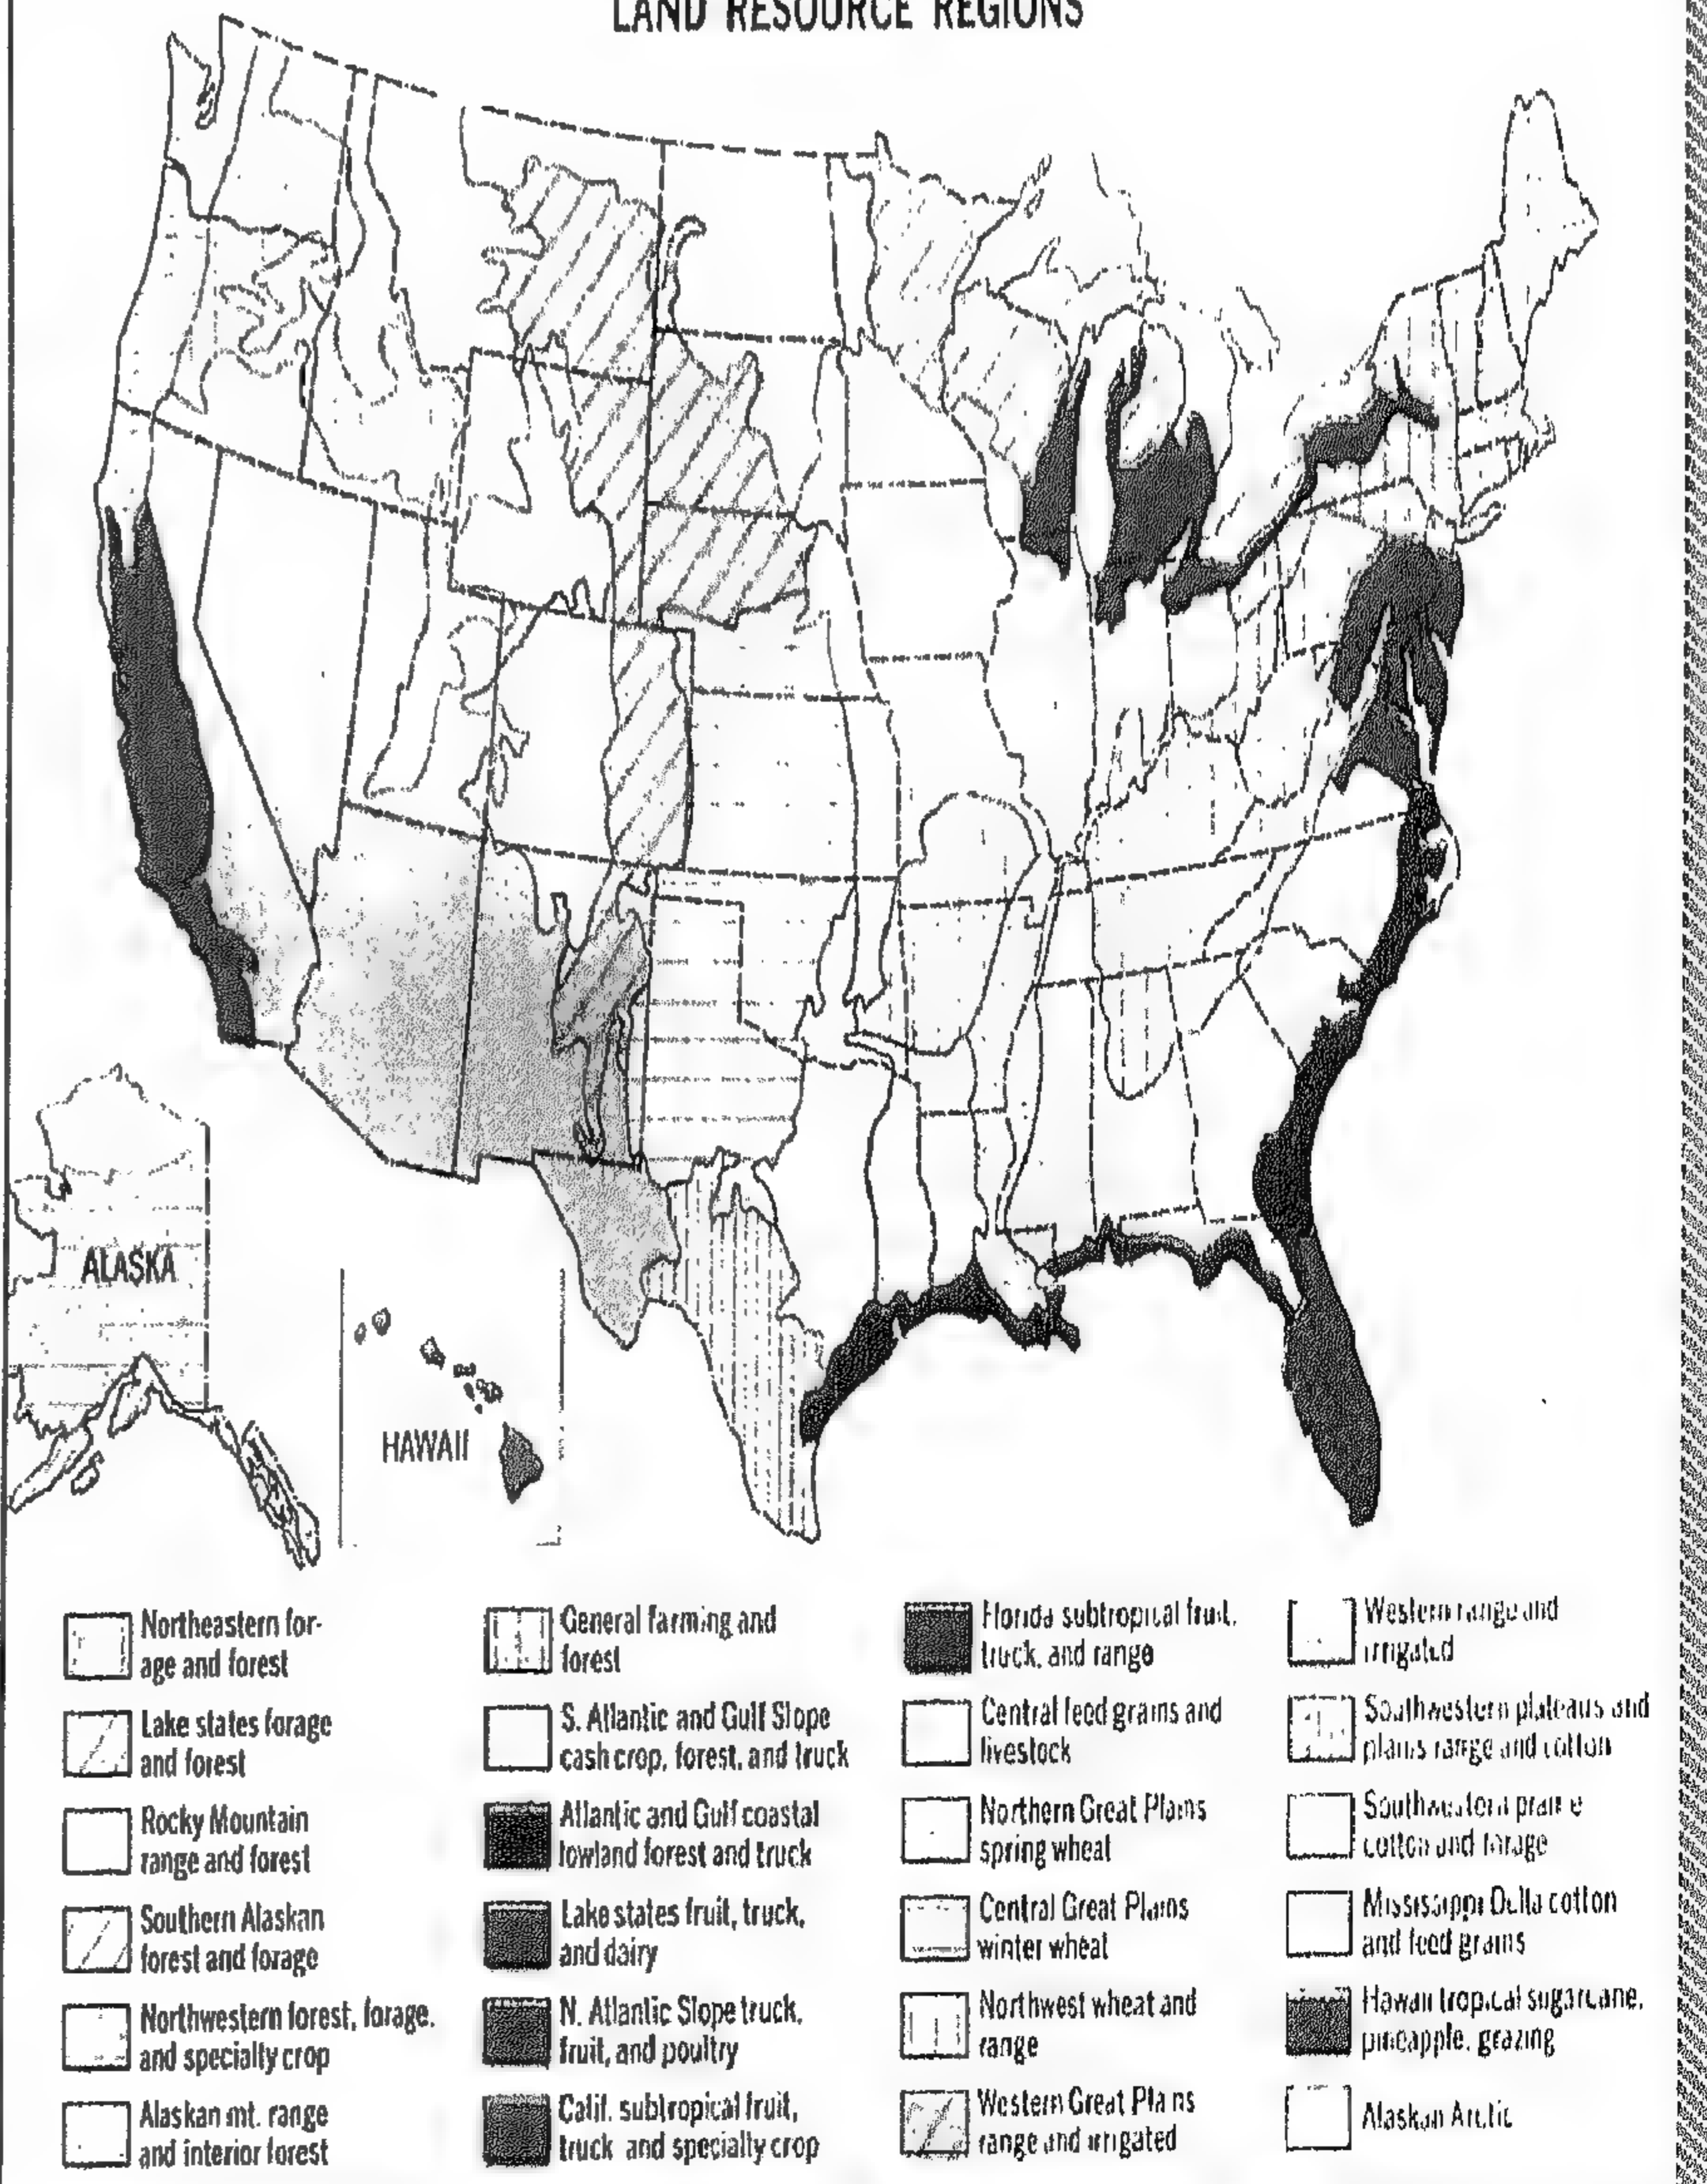 LAND RESOURCE REGIONS
ALASKA
HAWAII
Northeastern for-
age and forest
Lake states forage
and forest
Rocky Mountain
range and forest
Southern Alaskan
forest and forage
Northwestern forest, forage,
and specialty crop
Alaskan mt. range
and interior forest
General farming and
forest
S. Atlantic and Gulf Slope
cash crop, forest, and truck
Atlantic and Gulf coastal
lowland forest and truck
Lake states fruit, truck,
and dairy
N. Atlantic Slope truck,
fruit, and poultry
Calif. subtropical fruit,
truck and specialty crop
Florida subtropical fruit,
truck, and range
Central feed grains and
livestock
Northern Great Plains
spring wheat
Central Great Plains
winter wheat
Northwest wheat and
range
Western Great Plains
range and irrigated
Western range and
irrigated
Southwestern plateaus and
plains range and cotton
Southwestern prairie
cotton and forage
Mississippi Delta cotton
and feed grains
Hawaii tropical sugarcane,
pineapple, grazing
Alaskan Arctic